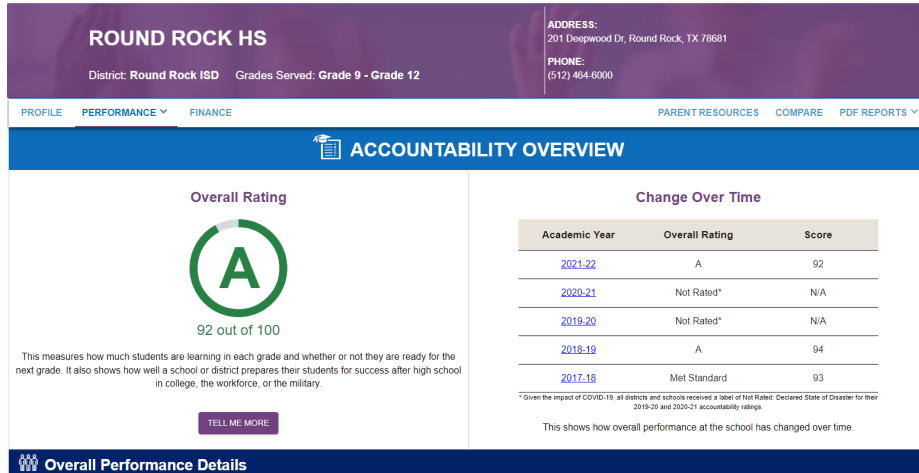 ROUND ROCK HS
District: Round Rock ISD Grades Served: Grade 9 - Grade 12
ADDRESS:
201 Deepwood Dr, Round Rock, TX 78681
PHONE:
(512) 464-6000
PROFILE PERFORMANCE FINANCE PARENT RESOURCES COMPARE PDF REPORTS
ACCOUNTABILITY OVERVIEW
Overall Rating
A
92 out of 100
This measures how much students are learning in each grade and whether or not they are ready for the
next grade. It also shows how well a school or district prepares their students for success after high school
in college, the workforce, or the military.
TELL ME MORE
Change Over Time
Academic Year Overall Rating Score
2021-22 A 92
2020-21 Not Rated* N/A
2019-20 Not Rated* N/A
2018-19 A 94
2017-18 Met Standard 93
* Given the impact of COVID-19, all districts and schools received a label of Not Rated: Declared State of Disaster for their
2019-20 and 2020-21 accountability ratings.
This shows how overall performance at the school has changed over time.
Overall Performance Details